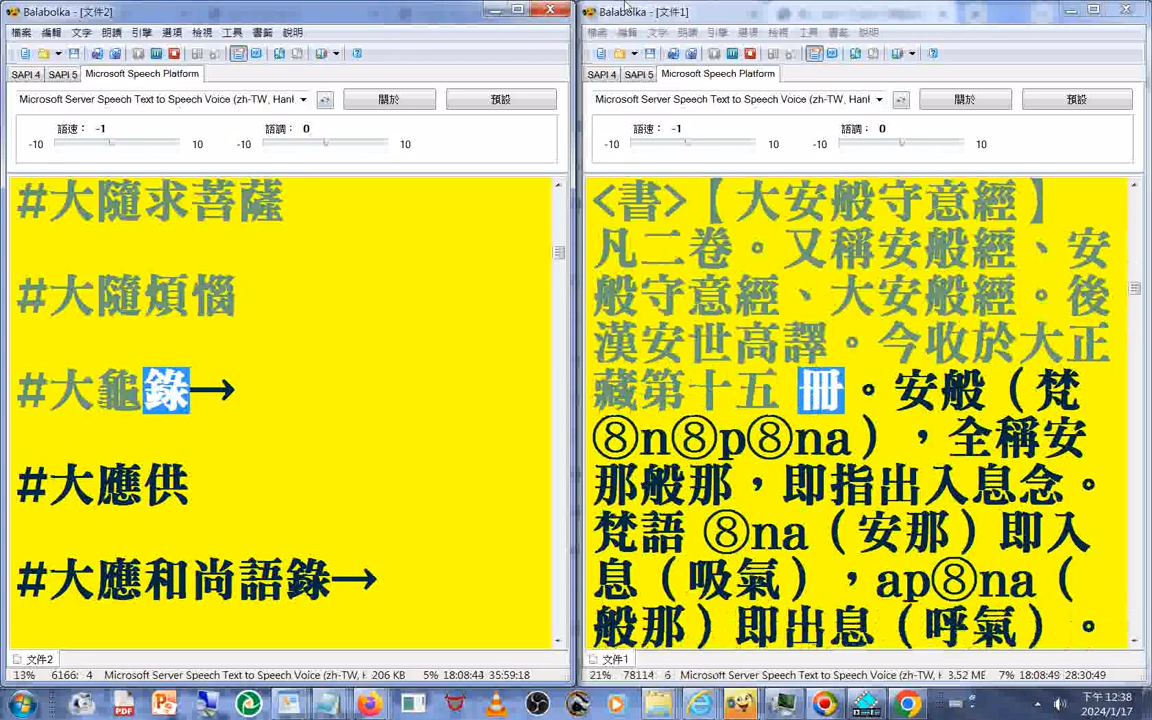 Balabolka - [文件2]
檔案 編輯 文字 朗讀 引擎 選項 檢視 工具 書籤 說明
SAPI 4 SAPI 5 Microsoft Speech Platform
Microsoft Server Speech Text to Speech Voice (zh-TW, Hanl
關於 預設
語速： -1 語調： 0
-10 10 -10 10
#大隨求菩薩
#大隨煩惱
#大龜錄→
#大應供
#大應和尚語錄→
文件2
13% 6166: 4 Microsoft Server Speech Text to Speech Voice (zh-TW, H 206 KB 5% 18:08:44 35:59:18
Balabolka - [文件1]
檔案 編輯 文字 朗讀 引擎 選項 檢視 工具 書籤 說明
SAPI 4 SAPI 5 Microsoft Speech Platform
Microsoft Server Speech Text to Speech Voice (zh-TW, Hanl
關於 預設
語速： -1 語調： 0
-10 10 -10 10
<書>【大安般守意經】
凡二卷。又稱安般經、安
般守意經、大安般經。後
漢安世高譯。今收於大正
藏第十五 冊。安般（梵
⑧n⑧p⑧na），全稱安
那般那，即指出入息念。
梵語 ⑧na（安那）即入
息（吸氣），ap⑧na（
般那）即出息（呼氣）。
文件1
21% 78114 6 Microsoft Server Speech Text to Speech Voice (zh-TW, H 3.52 ME 7% 18:08:49 28:30:49
下午 12:38
2024/1/17